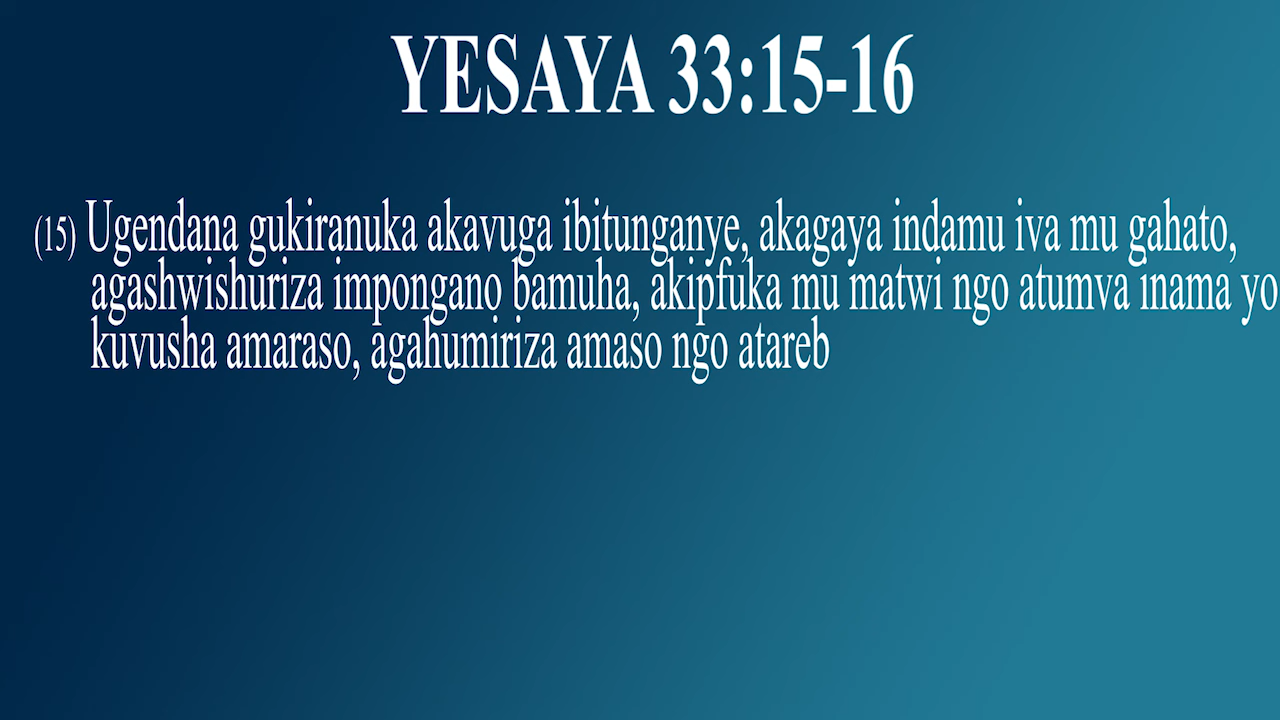 YESAYA 33:15-16
(15) Ugendana gukiranuka akavuga ibitunganye, akagaya indamu iva mu gahato,
agashwishuriza impongano bamuha, akipfuka mu matwi ngo atumva inama yo
kuvusha amaraso, agahumiriza amaso ngo atareb